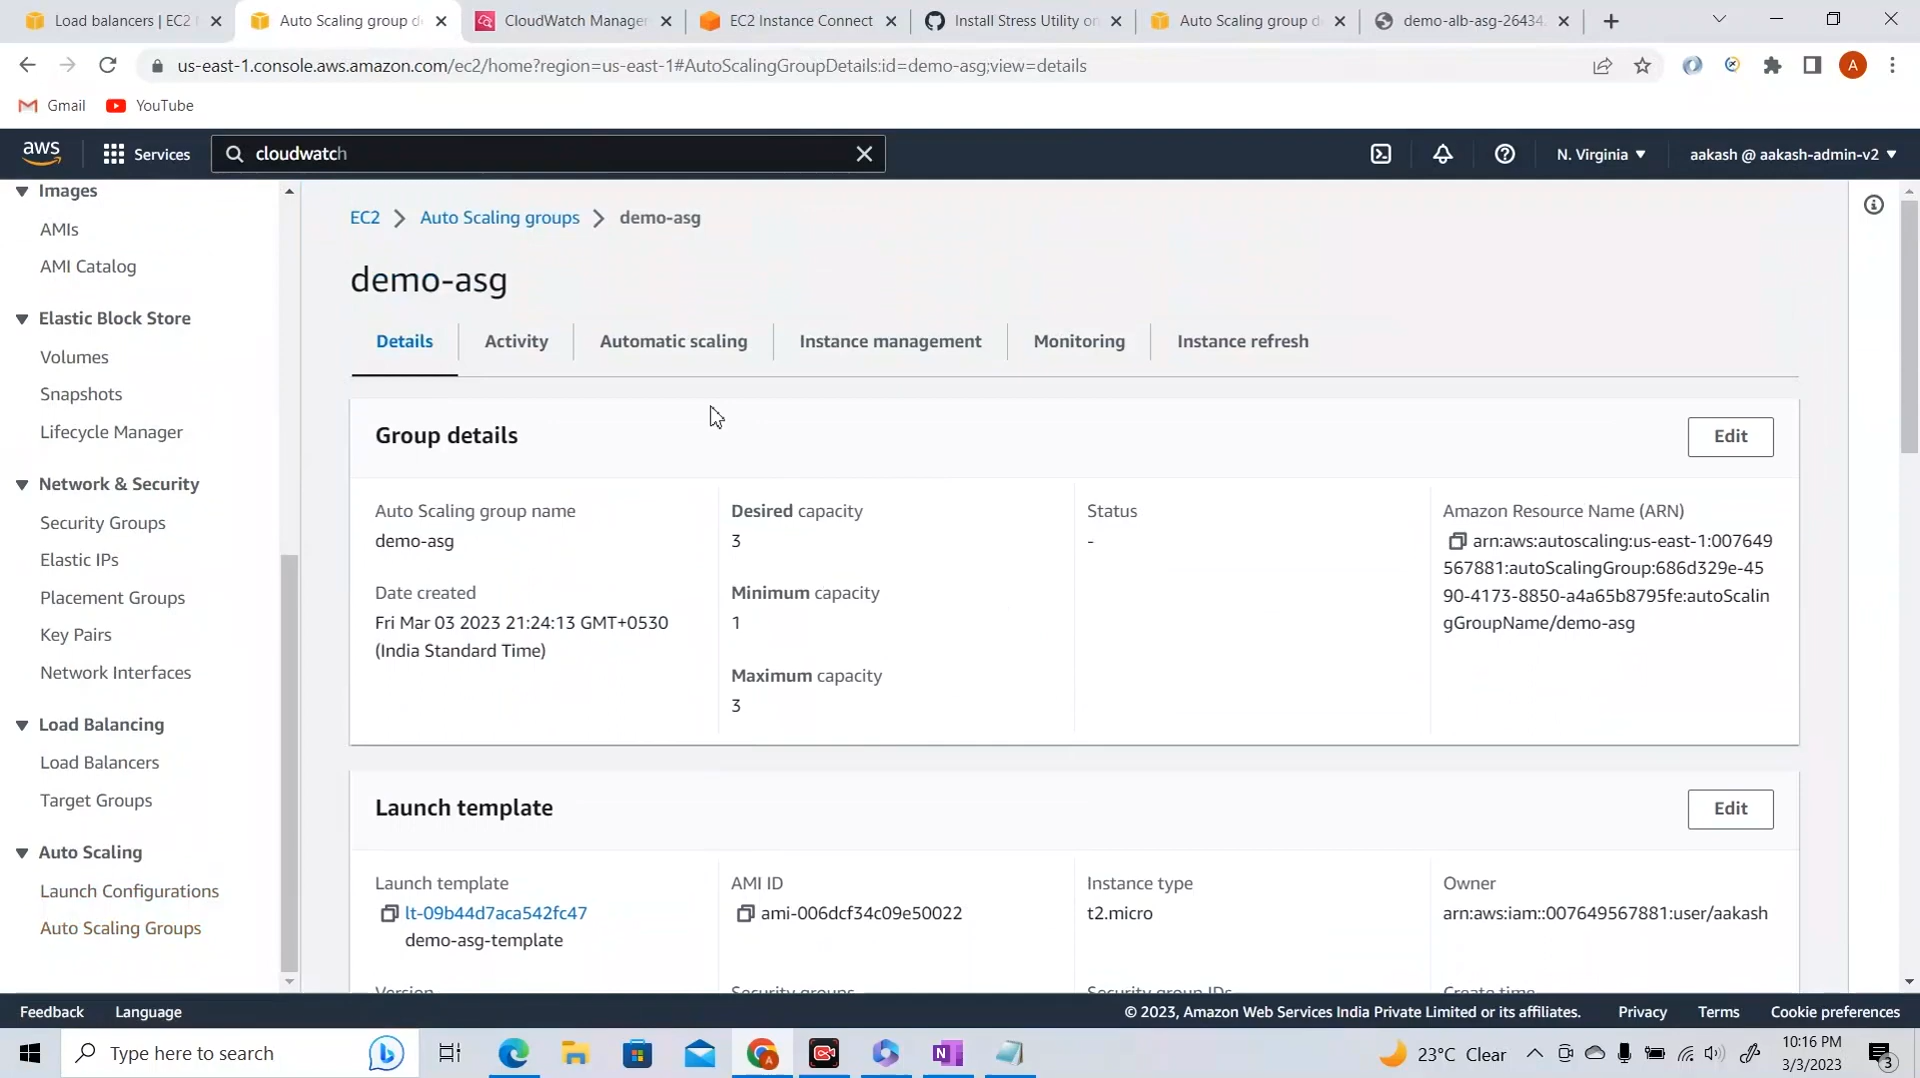 Load balancers | EC2
Auto Scaling group d
CloudWatch Manager
EC2 Instance Connect
Install Stress Utility on
Auto Scaling group d
demo-alb-asg-26434
us-east-1.console.aws.amazon.com/ec2/home?region=us-east-1#AutoScalingGroupDetails:id=demo-asg;view=details
A
Gmail
YouTube
aws
Services
cloudwatch
N. Virginia
aakash @ aakash-admin-v2
Images
AMIs
AMI Catalog
Elastic Block Store
Volumes
Snapshots
Lifecycle Manager
Network & Security
Security Groups
Elastic IPs
Placement Groups
Key Pairs
Network Interfaces
Load Balancing
Load Balancers
Target Groups
Auto Scaling
Launch Configurations
Auto Scaling Groups
EC2 > Auto Scaling groups > demo-asg
demo-asg
Details
Activity
Automatic scaling
Instance management
Monitoring
Instance refresh
Group details
Edit
Auto Scaling group name
demo-asg
Date created
Fri Mar 03 2023 21:24:13 GMT+0530
(India Standard Time)
Desired capacity
3
Minimum capacity
1
Maximum capacity
3
Status
-
Amazon Resource Name (ARN)
arn:aws:autoscaling:us-east-1:007649
567881:autoScalingGroup:686d329e-45
90-4173-8850-a4a65b8795fe:autoScalin
gGroupName/demo-asg
Launch template
Edit
Launch template
lt-09b44d7aca542fc47
demo-asg-template
AMI ID
ami-006dcf34c09e50022
Instance type
t2.micro
Owner
arn:aws:iam::007649567881:user/aakash
Version
Security groups
Security group IDs
Create time
Feedback
Language
© 2023, Amazon Web Services India Private Limited or its affiliates.
Privacy
Terms
Cookie preferences
Type here to search
23°C Clear
10:16 PM
3/3/2023
3